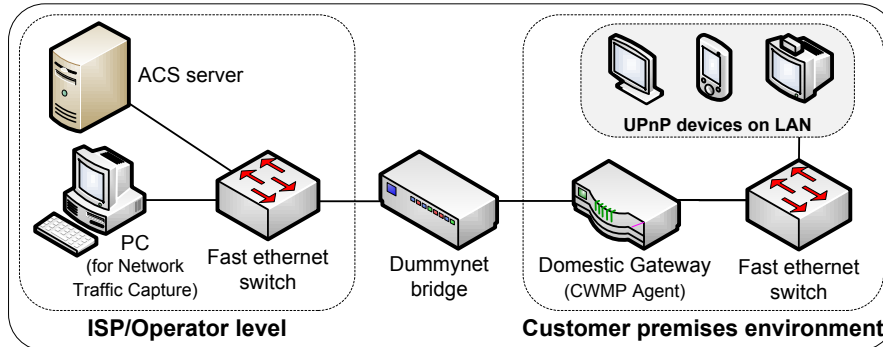 ACS server
UPnP devices on LAN
PC
(for Network
Traffic Capture)
Fast ethernet
switch
Dummynet
bridge
Domestic Gateway
(CWMP Agent)
Fast ethernet
switch
ISP/Operator level
Customer premises environment